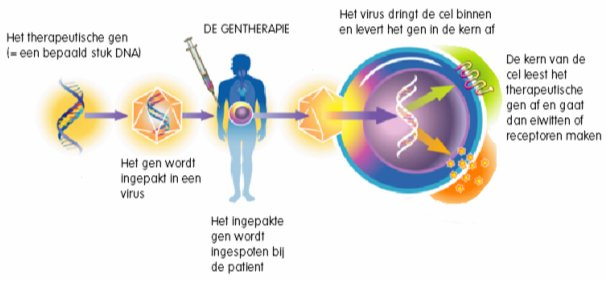 Het therapeutische gen
(= een bepaald stuk DNA)
DE GENTHERAPIE
Het virus dringt de cel binnen
en levert het gen in de kern af
De kern van de
cel leest het
therapeutische
gen af en gaat
dan eiwitten of
receptoren maken
Het gen wordt
ingepakt in een
virus
Het ingepakte
gen wordt
ingespoten bij
de patient